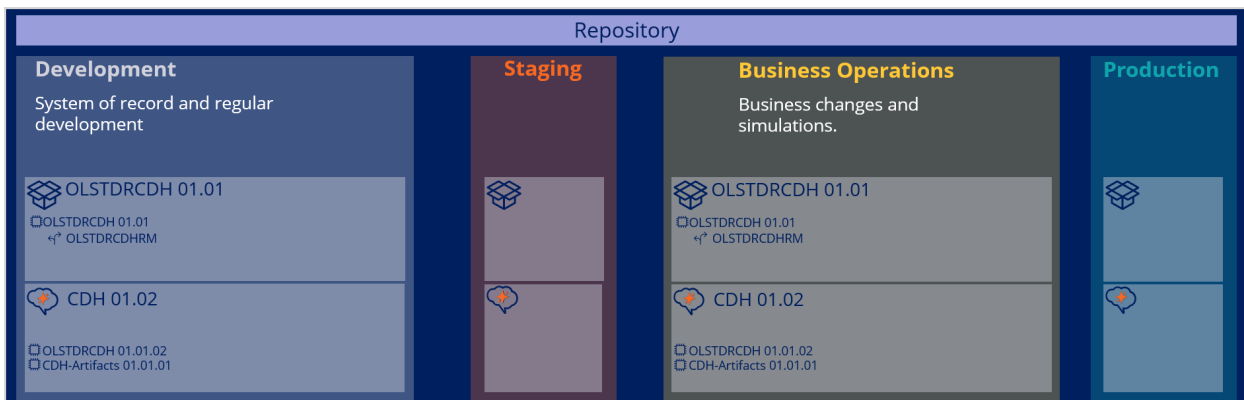 Repository
Development
System of record and regular
development
OLSTDRCDH 01.01
OLSTDRCDH 01.01
OLSTDRCDHRM
CDH 01.02
OLSTDRCDH 01.01.02
CDH-Artifacts 01.01.01
Staging
Business Operations
Business changes and
simulations.
OLSTDRCDH 01.01
OLSTDRCDH 01.01
OLSTDRCDHRM
CDH 01.02
OLSTDRCDH 01.01.02
CDH-Artifacts 01.01.01
Production